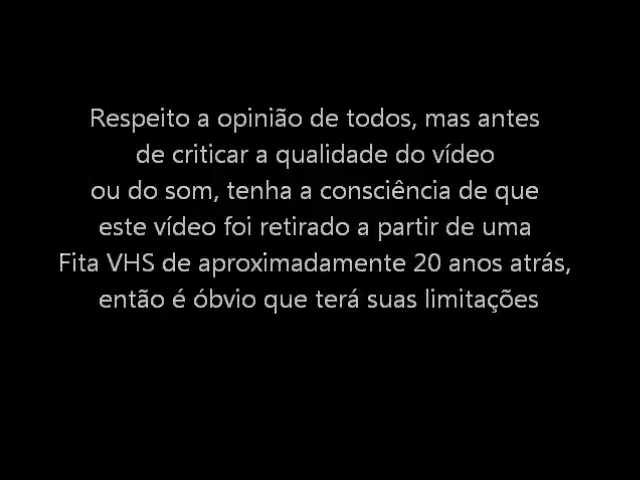 Respeito a opinião de todos, mas antes
de criticar a qualidade do vídeo
ou do som, tenha a consciência de que
este vídeo foi retirado a partir de uma
Fita VHS de aproximadamente 20 anos atrás,
então é óbvio que terá suas limitações